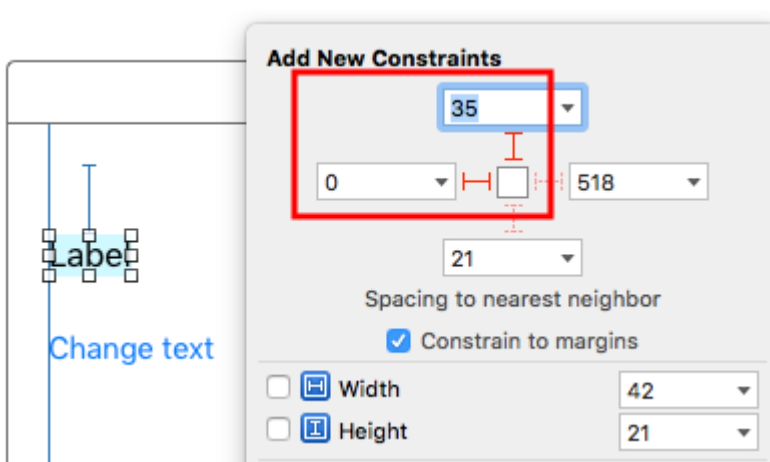 Add New Constraints
35
0
518
Label
21
Spacing to nearest neighbor
Change text
Constrain to margins
Width
42
Height
21